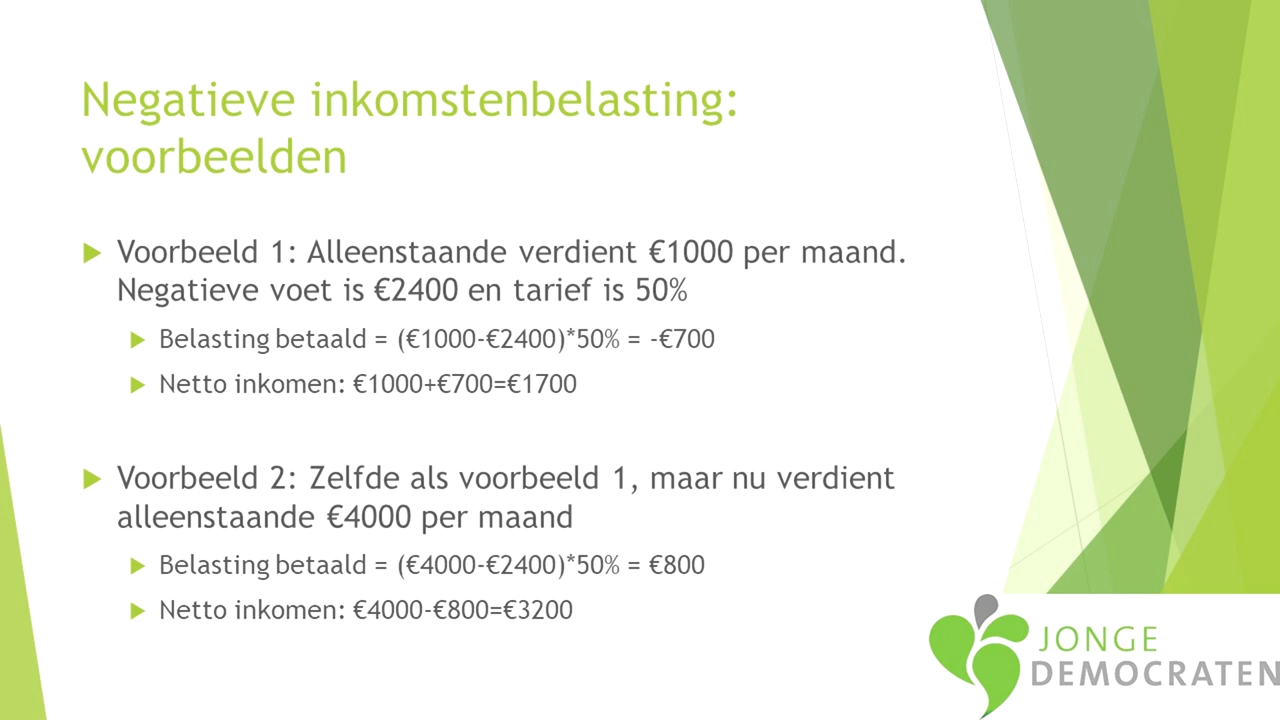 Negatieve inkomstenbelasting:
voorbeelden
Voorbeeld 1: Alleenstaande verdient €1000 per maand.
Negatieve voet is €2400 en tarief is 50%
Belasting betaald = (€1000-€2400)*50% = -€700
Netto inkomen: €1000+€700=€1700
Voorbeeld 2: Zelfde als voorbeeld 1, maar nu verdient
alleenstaande €4000 per maand
Belasting betaald = (€4000-€2400)*50% = €800
Netto inkomen: €4000-€800=€3200
JONGE
DEMOCRATEN